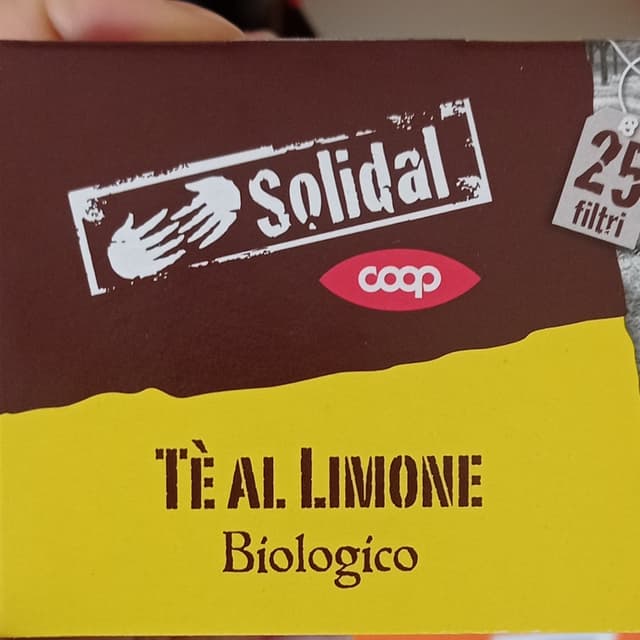 Solidal
coop
25
filtri
TÈ AL LIMONE
Biologico